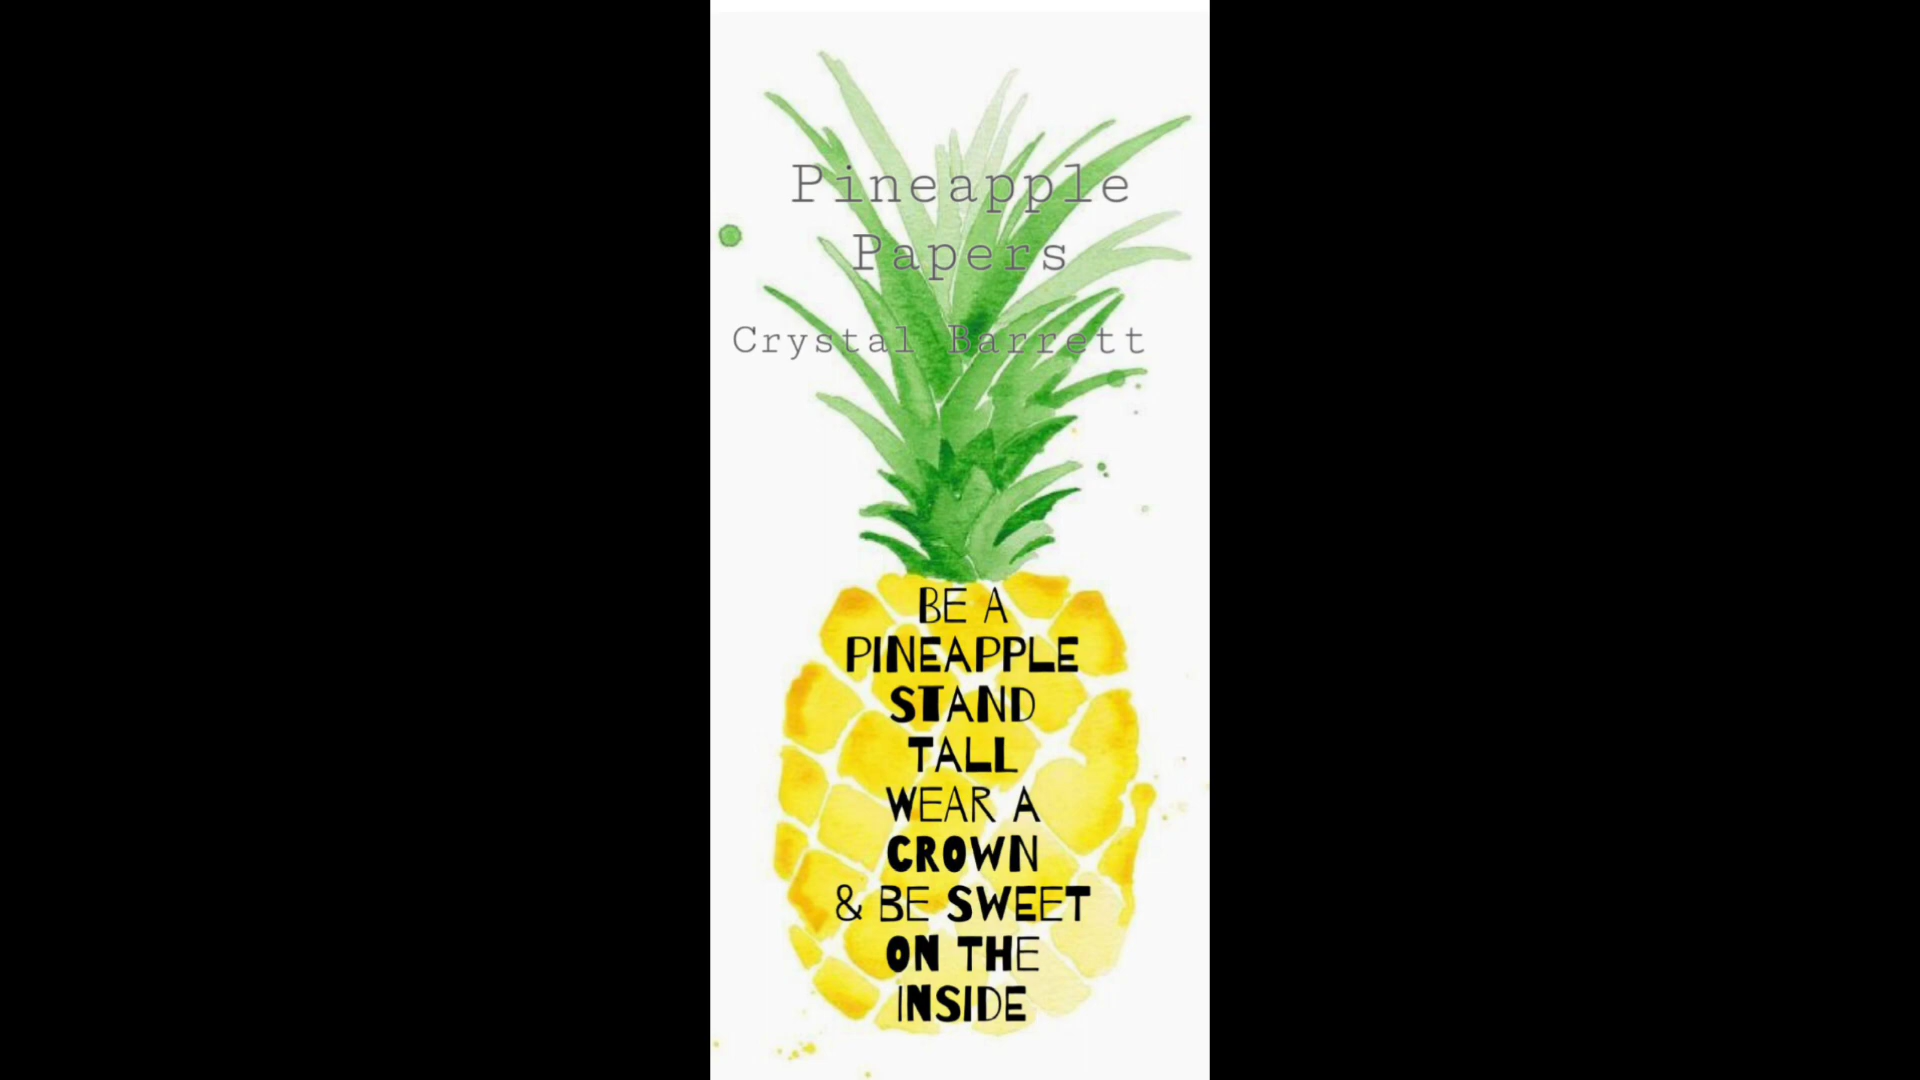 Pineapple
Papers
Crystal Barrett
BE A
PINEAPPLE
STAND
TALL
WEAR A
CROWN
& BE SWEET
ON THE
INSIDE